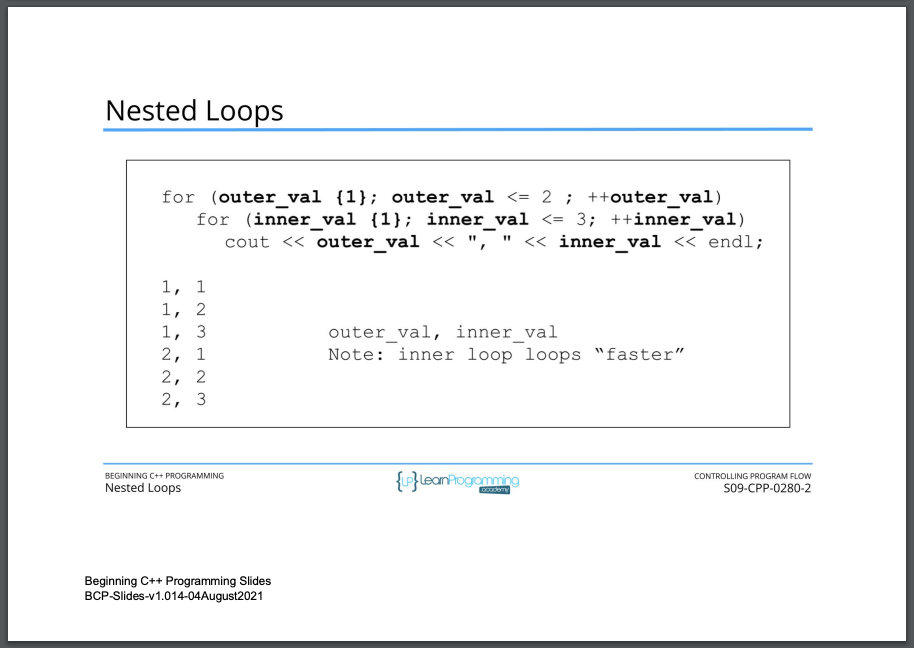 Nested Loops
for (outer_val {1}; outer_val <= 2 ; ++outer_val)
for (inner_val {1}; inner_val <= 3; ++inner_val)
cout << outer_val << ", " << inner_val << endl;
1, 1
1, 2
1, 3
outer_val, inner_val
2, 1
Note: inner loop loops “faster”
2, 2
2, 3
BEGINNING C++ PROGRAMMING
Nested Loops
{LP} LearnProgramming
academy
CONTROLLING PROGRAM FLOW
S09-CPP-0280-2
Beginning C++ Programming Slides
BCP-Slides-v1.014-04August2021